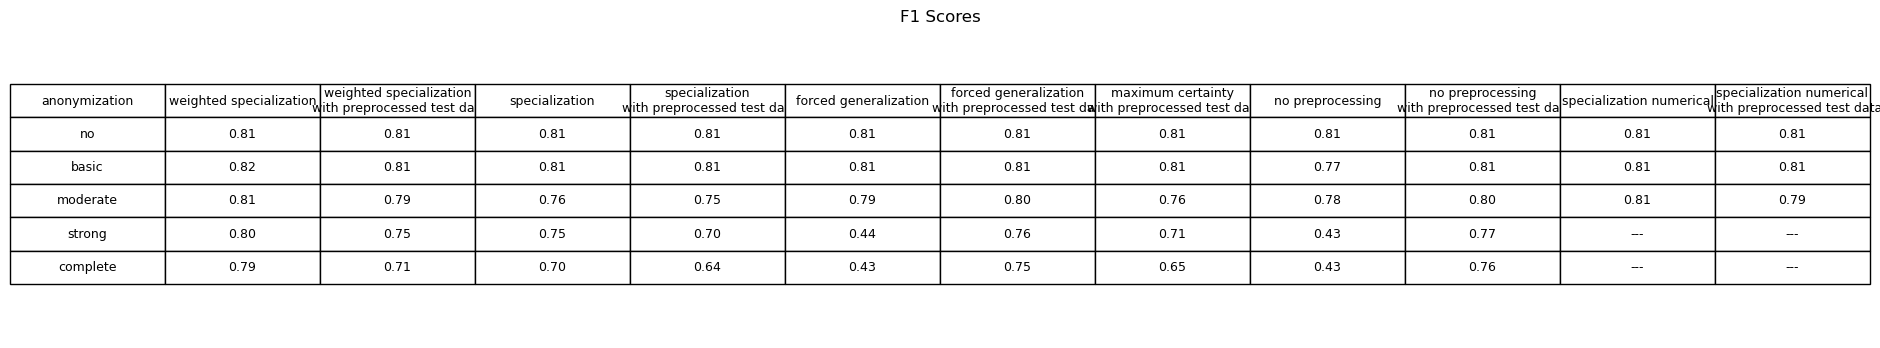 F1 Scores
anonymization weighted specialization weighted specialization with preprocessed test da specialization specialization with preprocessed test da forced generalization forced generalization with preprocessed test da maximum certainty with preprocessed test da no preprocessing no preprocessing with preprocessed test da specialization numerical specialization numerical with preprocessed test data
no 0.81 0.81 0.81 0.81 0.81 0.81 0.81 0.81 0.81 0.81 0.81
basic 0.82 0.81 0.81 0.81 0.81 0.81 0.81 0.77 0.81 0.81 0.81
moderate 0.81 0.79 0.76 0.75 0.79 0.80 0.76 0.78 0.80 0.81 0.79
strong 0.80 0.75 0.75 0.70 0.44 0.76 0.71 0.43 0.77 --- ---
complete 0.79 0.71 0.70 0.64 0.43 0.75 0.65 0.43 0.76 --- ---